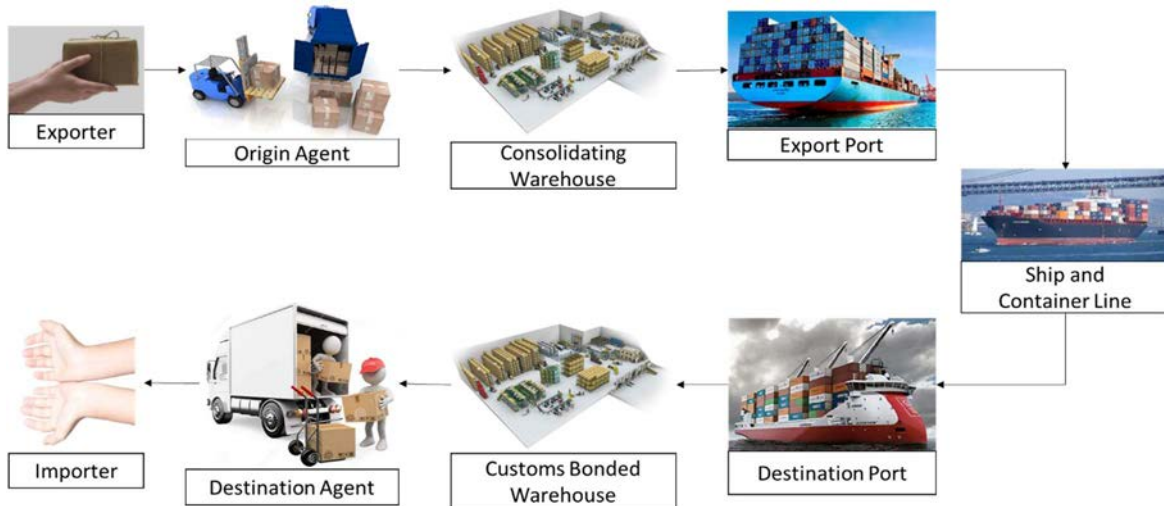 Exporter
Origin Agent
Consolidating
Warehouse
Export Port
Ship and
Container Line
Destination Port
Customs Bonded
Warehouse
Destination Agent
Importer